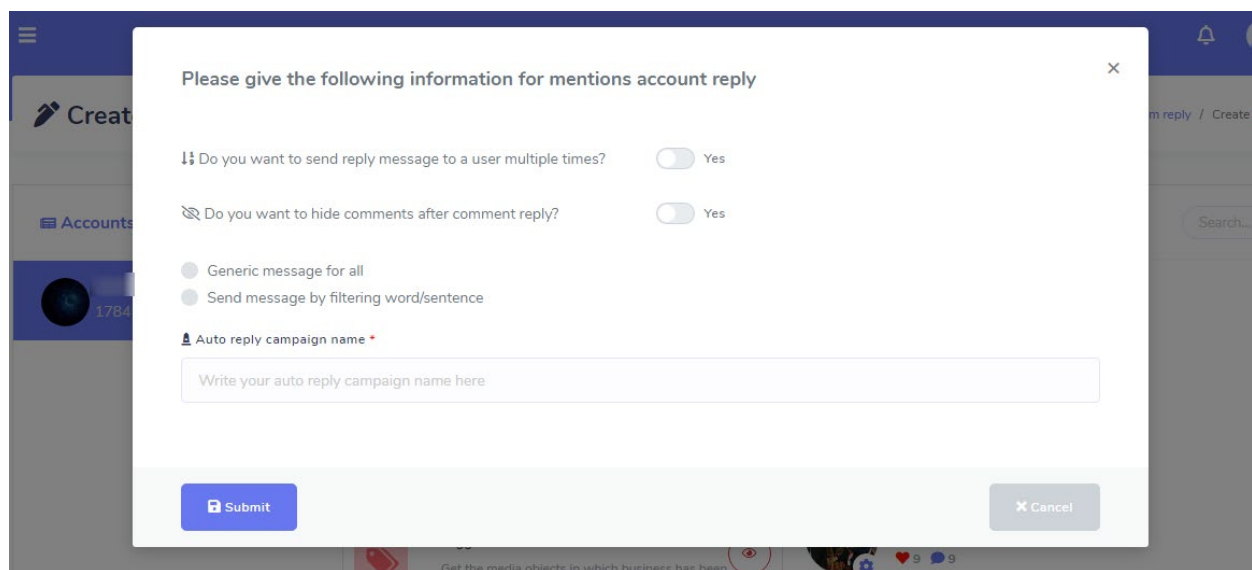 Please give the following information for mentions account reply
×
Creat
m reply / Create
Do you want to send reply message to a user multiple times? Yes
Do you want to hide comments after comment reply? Yes
Accounts
Search...
Generic message for all
Send message by filtering word/sentence
1784
Auto reply campaign name *
Write your auto reply campaign name here
Submit
Cancel
9 9
Get the media objects in which business has been